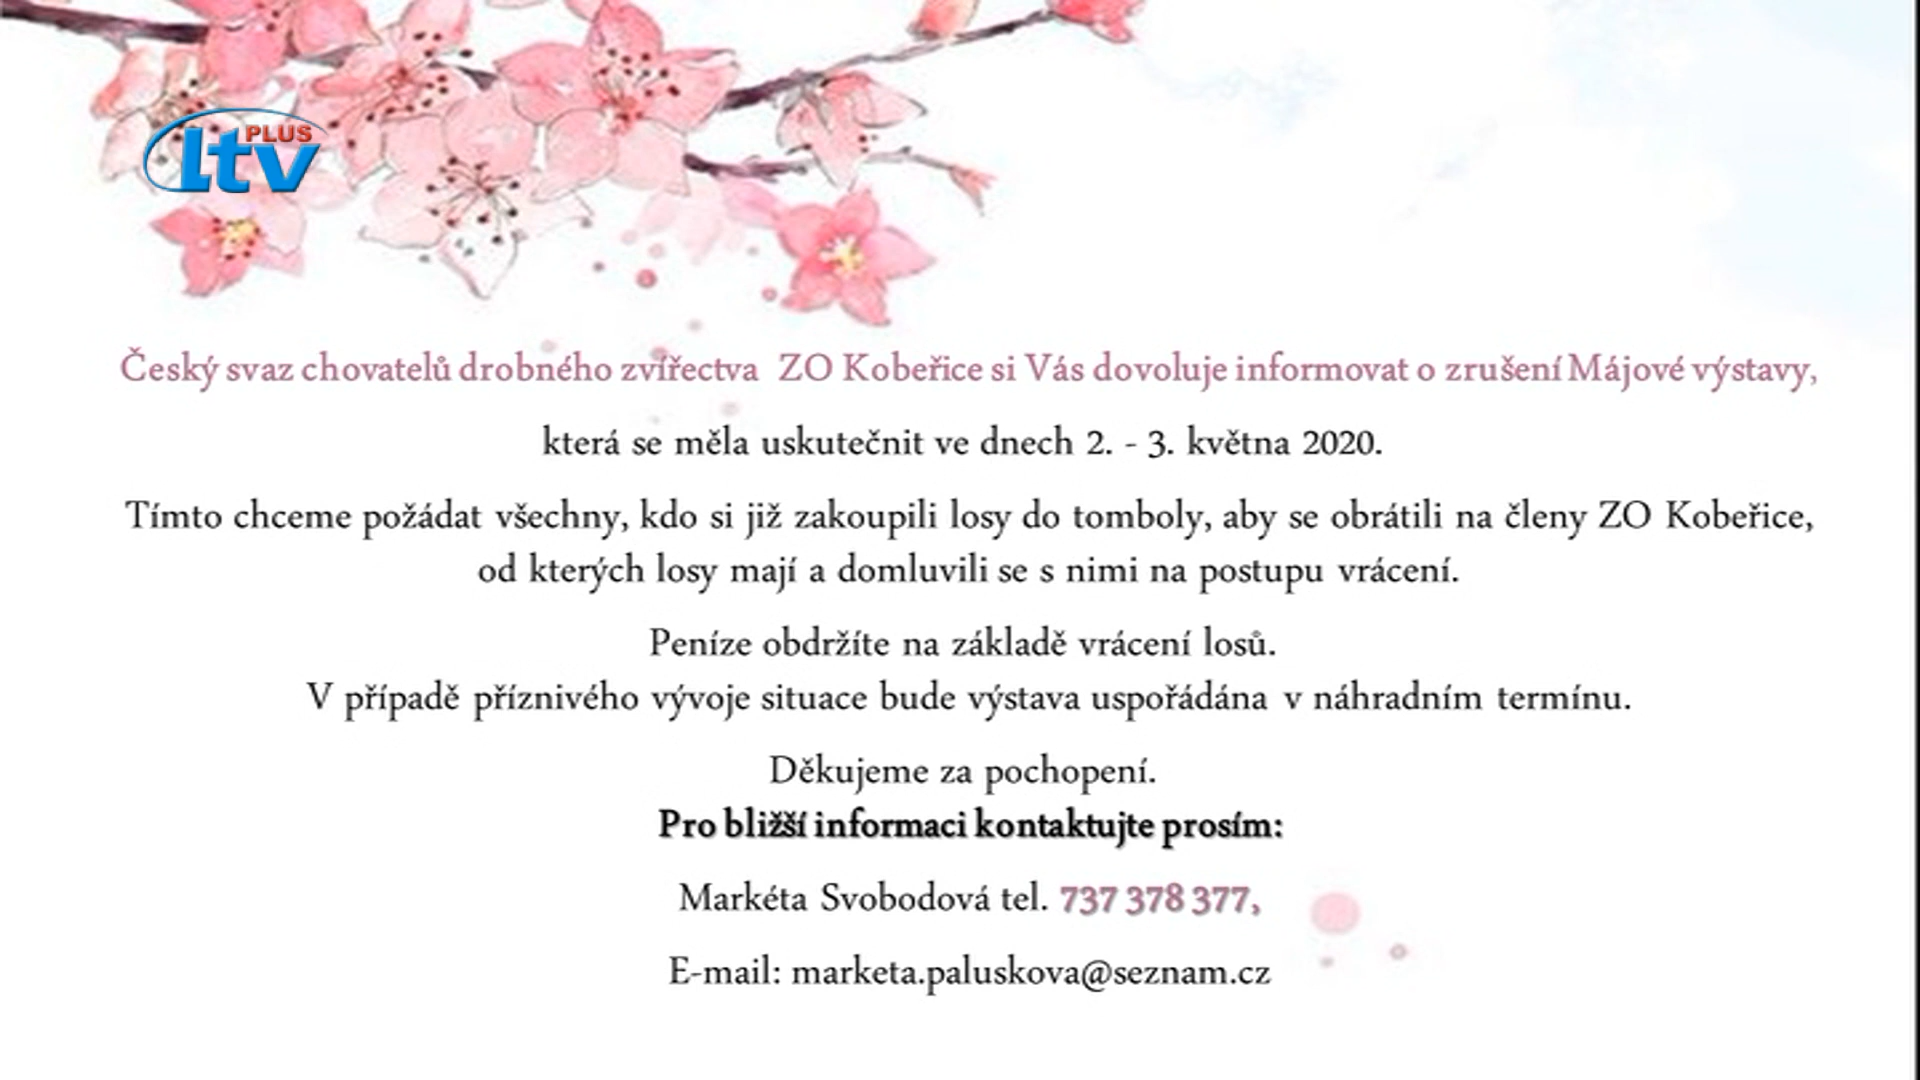 ltv PLUS
Český svaz chovatelů drobného zvířectva ZO Kobeřice si Vás dovoluje informovat o zrušení Májové výstavy,
která se měla uskutečnit ve dnech 2. - 3. května 2020.
Tímto chceme požádat všechny, kdo si již zakoupili losy do tomboly, aby se obrátili na členy ZO Kobeřice,
od kterých losy mají a domluvili se s nimi na postupu vrácení.
Peníze obdržíte na základě vrácení losů.
V případě příznivého vývoje situace bude výstava uspořádána v náhradním termínu.
Děkujeme za pochopení.
Pro bližší informaci kontaktujte prosím:
Markéta Svobodová tel. 737 378 377,
E-mail: marketa.paluskova@seznam.cz